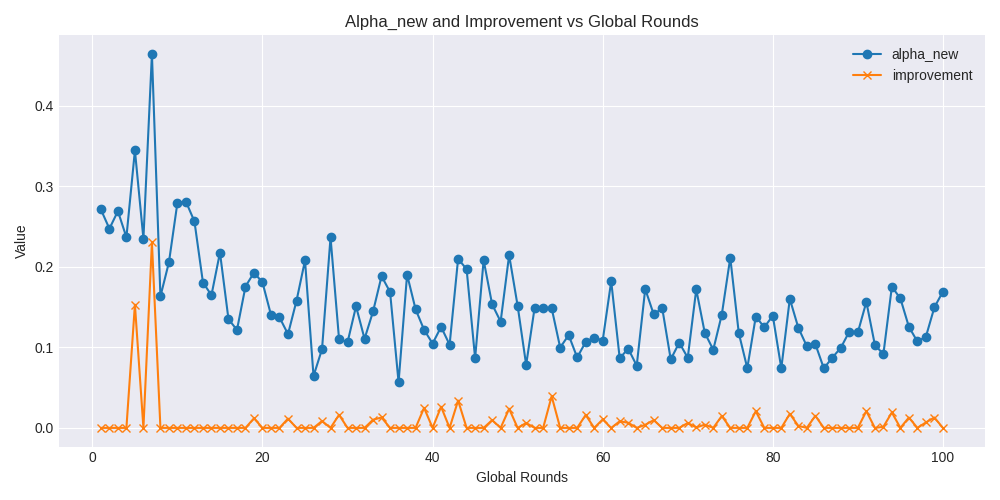 Alpha_new and Improvement vs Global Rounds
alpha_new
improvement
Value
0.4
0.3
0.2
0.1
0.0
0 20 40 60 80 100
Global Rounds